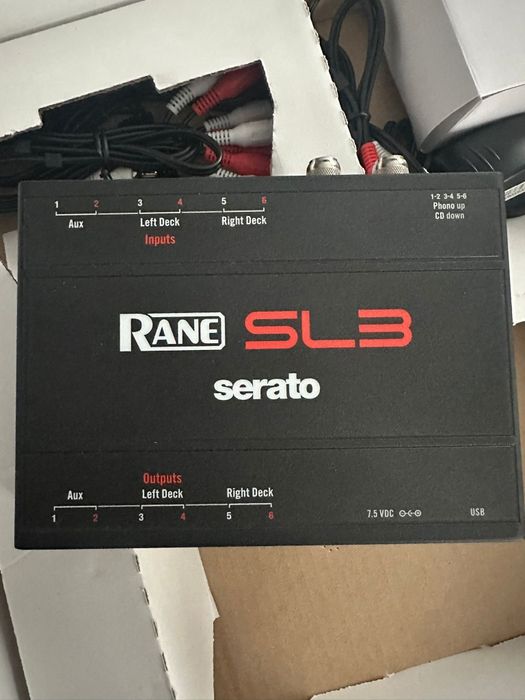 1 2 3 4 5 6
Aux Left Deck Right Deck
Inputs
1-2 3-4 5-6
Phono up
CD down
RANE SL3
serato
Outputs
Aux Left Deck Right Deck
1 2 3 4 5 6
7.5 VDC USB